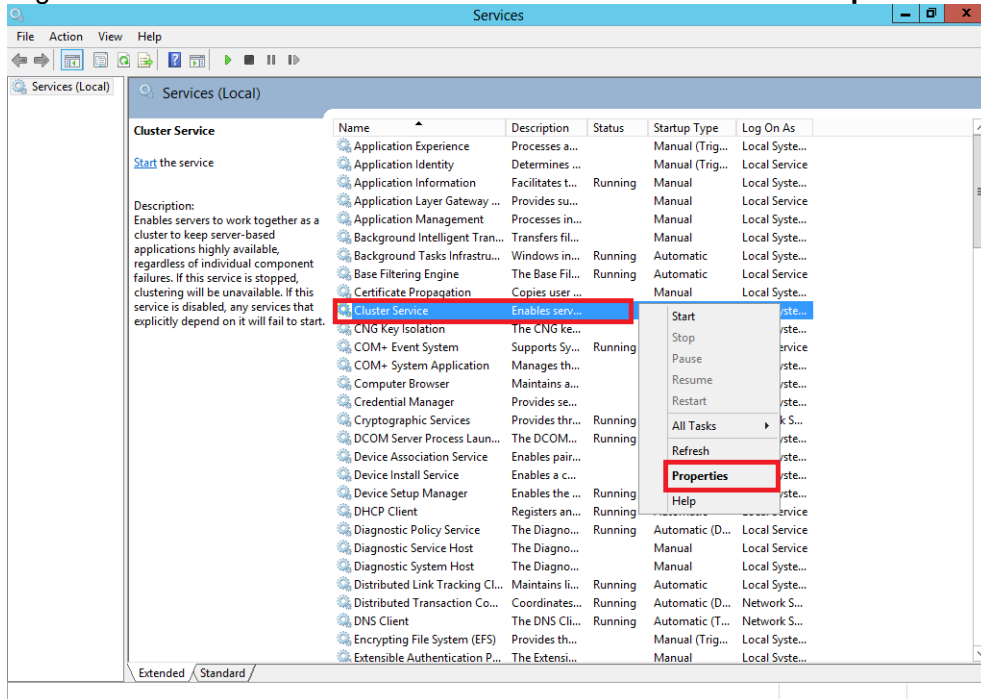 Services
File Action View Help
Services (Local)
Services (Local)
Cluster Service
Start the service
Description:
Enables servers to work together as a
cluster to keep server-based
applications highly available,
regardless of individual component
failures. If this service is stopped,
clustering will be unavailable. If this
service is disabled, any services that
explicitly depend on it will fail to start.
Name Description Status Startup Type Log On As
Application Experience Processes a... Manual (Trig... Local Syste...
Application Identity Determines ... Manual (Trig... Local Service
Application Information Facilitates t... Running Manual Local Syste...
Application Layer Gateway ... Provides su... Manual Local Service
Application Management Processes in... Manual Local Syste...
Background Intelligent Tran... Transfers fil... Manual Local Syste...
Background Tasks Infrastru... Windows in... Running Automatic Local Syste...
Base Filtering Engine The Base Fil... Running Automatic Local Service
Certificate Propagation Copies user ... Manual Local Syste...
Cluster Service Enables serv... yste...
CNG Key Isolation The CNG ke... yste...
COM+ Event System Supports Sy... Running ervice
COM+ System Application Manages th... yste...
Computer Browser Maintains a... yste...
Credential Manager Provides se... yste...
Cryptographic Services Provides thr... Running k S...
DCOM Server Process Laun... The DCOM... Running yste...
Device Association Service Enables pair... yste...
Device Install Service Enables a c... yste...
Device Setup Manager Enables the ... Running yste...
DHCP Client Registers an... Running ervice
Diagnostic Policy Service The Diagno... Running Automatic (D... Local Service
Diagnostic Service Host The Diagno... Manual Local Service
Diagnostic System Host The Diagno... Manual Local Syste...
Distributed Link Tracking Cl... Maintains li... Running Automatic Local Syste...
Distributed Transaction Co... Coordinates... Running Automatic (D... Network S...
DNS Client The DNS Cli... Running Automatic (T... Network S...
Encrypting File System (EFS) Provides th... Manual (Trig... Local Syste...
Extensible Authentication P... The Extensi... Manual Local Syste...
Start
Stop
Pause
Resume
Restart
All Tasks
Refresh
Properties
Help
Extended Standard